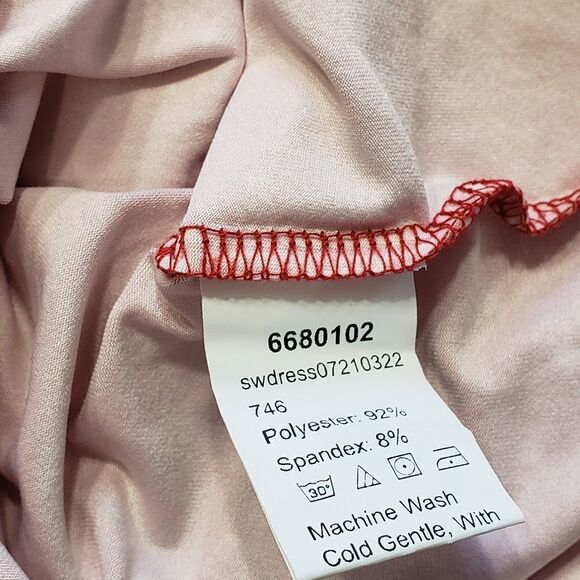 6680102
swdress07210322
746
Polyester: 92%
Spandex: 8%
30°
Machine Wash
Cold Gentle, With